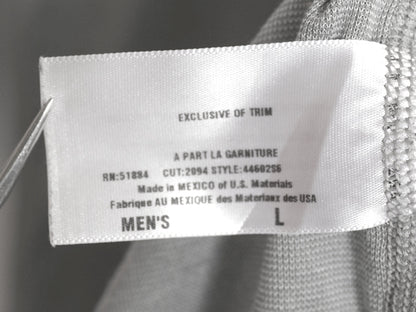 EXCLUSIVE OF TRIM
A PART LA GARNITURE
RN:51884 CUT:2094 STYLE:44602S6
Made in MEXICO of U.S. Materials
Fabrique AU MEXIQUE des Materiaux des USA
MEN'S L